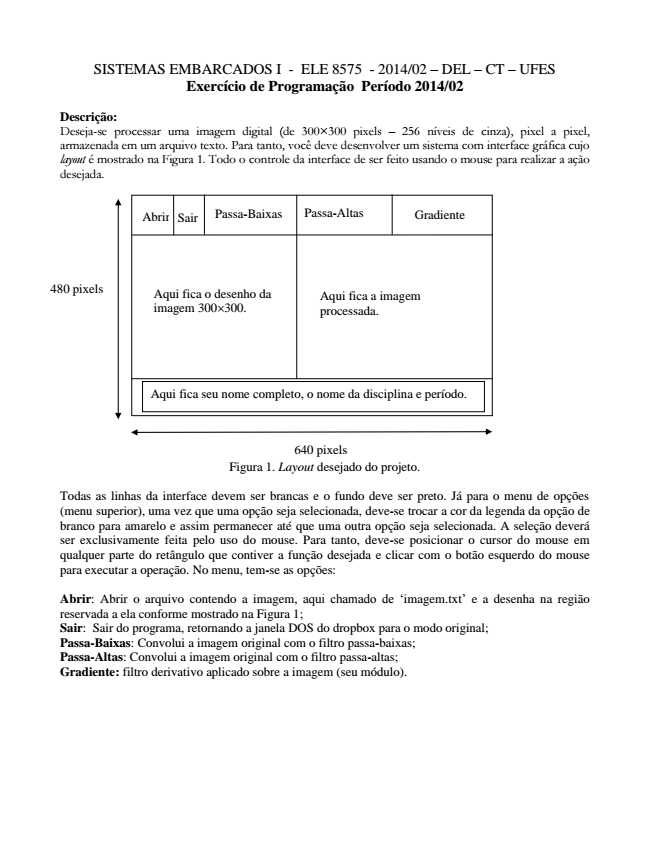 SISTEMAS EMBARCADOS I - ELE 8575 - 2014/02 – DEL – CT – UFES
Exercício de Programação Período 2014/02
Descrição:
Deseja-se processar uma imagem digital (de 300×300 pixels – 256 níveis de cinza), pixel a pixel,
armazenada em um arquivo texto. Para tanto, você deve desenvolver um sistema com interface gráfica cujo
layout é mostrado na Figura 1. Todo o controle da interface de ser feito usando o mouse para realizar a ação
desejada.
Abrir Sair Passa-Baixas Passa-Altas Gradiente
480 pixels
Aqui fica o desenho da
imagem 300×300.
Aqui fica a imagem
processada.
Aqui fica seu nome completo, o nome da disciplina e período.
640 pixels
Figura 1. Layout desejado do projeto.
Todas as linhas da interface devem ser brancas e o fundo deve ser preto. Já para o menu de opções
(menu superior), uma vez que uma opção seja selecionada, deve-se trocar a cor da legenda da opção de
branco para amarelo e assim permanecer até que uma outra opção seja selecionada. A seleção deverá
ser exclusivamente feita pelo uso do mouse. Para tanto, deve-se posicionar o cursor do mouse em
qualquer parte do retângulo que contiver a função desejada e clicar com o botão esquerdo do mouse
para executar a operação. No menu, tem-se as opções:
Abrir: Abrir o arquivo contendo a imagem, aqui chamado de ‘imagem.txt’ e a desenha na região
reservada a ela conforme mostrado na Figura 1;
Sair: Sair do programa, retornando a janela DOS do dropbox para o modo original;
Passa-Baixas: Convolui a imagem original com o filtro passa-baixas;
Passa-Altas: Convolui a imagem original com o filtro passa-altas;
Gradiente: filtro derivativo aplicado sobre a imagem (seu módulo).